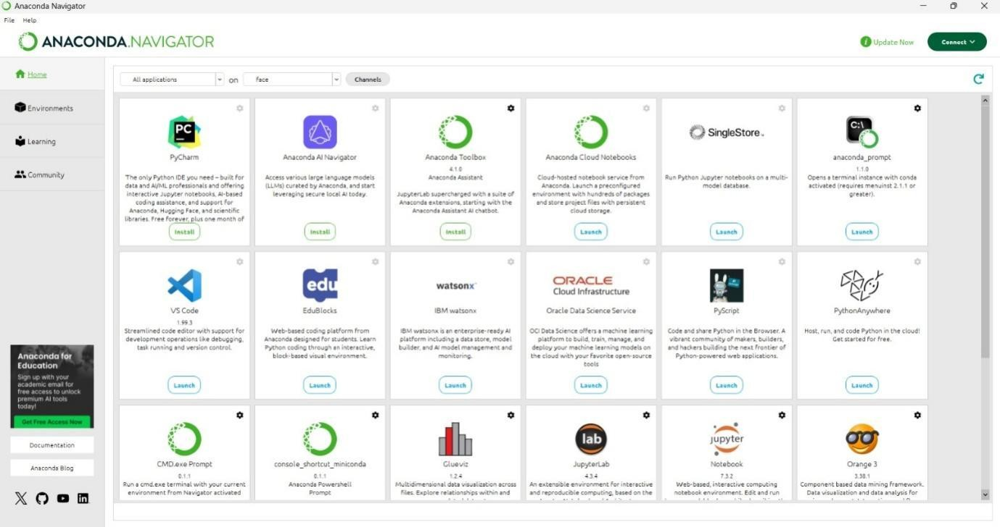 Anaconda Navigator
File Help
ANACONDA.NAVIGATOR
Update Now
Connect
Home
Environments
Learning
Community
All applications on face Channels
PC
PyCharm
The only Python IDE you need – built for
data and AI/ML professionals and offering
interactive Jupyter notebooks, AI-based
coding assistance, and support for
Anaconda, Hugging Face, and scientific
libraries. Free forever, plus one month of
Install
Anaconda AI Navigator
Access various large language models
(LLMs) curated by Anaconda, and start
leveraging secure local AI today.
Install
Anaconda Toolbox
4.1.0
Anaconda Assistant
JupyterLab supercharged with a suite of
Anaconda extensions, starting with the
Anaconda Assistant AI chatbot.
Install
Anaconda Cloud Notebooks
Cloud-hosted notebook service from
Anaconda. Launch a preconfigured
environment with hundreds of packages
and store project files with persistent
cloud storage.
Launch
SingleStore
Run Python Jupyter notebooks on a multi-
model database.
Launch
C:\
anaconda_prompt
1.1.0
Opens a terminal instance with conda
activated (requires menuinst 2.1.1 or
greater).
Launch
VS Code
1.99.3
Streamlined code editor with support for
development operations like debugging,
task running and version control.
Launch
edu
EduBlocks
Web-based coding platform from
Anaconda designed for students. Learn
Python coding through an interactive,
block-based visual environment.
Launch
watsonx
IBM watsonx
IBM watsonx is an enterprise-ready AI
platform including a data store, model
builder, and AI model management and
monitoring.
Launch
ORACLE
Cloud Infrastructure
Oracle Data Science Service
OCI Data Science offers a machine learning
platform to build, train, manage, and
deploy your machine learning models on
the cloud with your favorite open-source
tools
Launch
PyScript
Code and share Python in the Browser. A
vibrant community of makers, builders,
and hackers building the next frontier of
Python-powered web applications.
Launch
PythonAnywhere
Host, run, and code Python in the cloud!
Get started for free.
Launch
CMD.exe Prompt
0.1.1
Run a cmd.exe terminal with your current
environment from Navigator activated
console_shortcut_miniconda
0.1.1
Anaconda Powershell
Prompt
Glueviz
1.2.4
Multidimensional data visualization across
files. Explore relationships within and
lab
JupyterLab
4.3.4
An extensible environment for interactive
and reproducible computing, based on the
jupyter
Notebook
7.3.2
Web-based, interactive computing
notebook environment. Edit and run
Orange 3
3.38.1
Component based data mining framework.
Data visualization and data analysis for
Anaconda for
Education
Sign up with your
academic email for
free access to unlock
premium AI tools
today!
Get Free Access Now
Documentation
Anaconda Blog